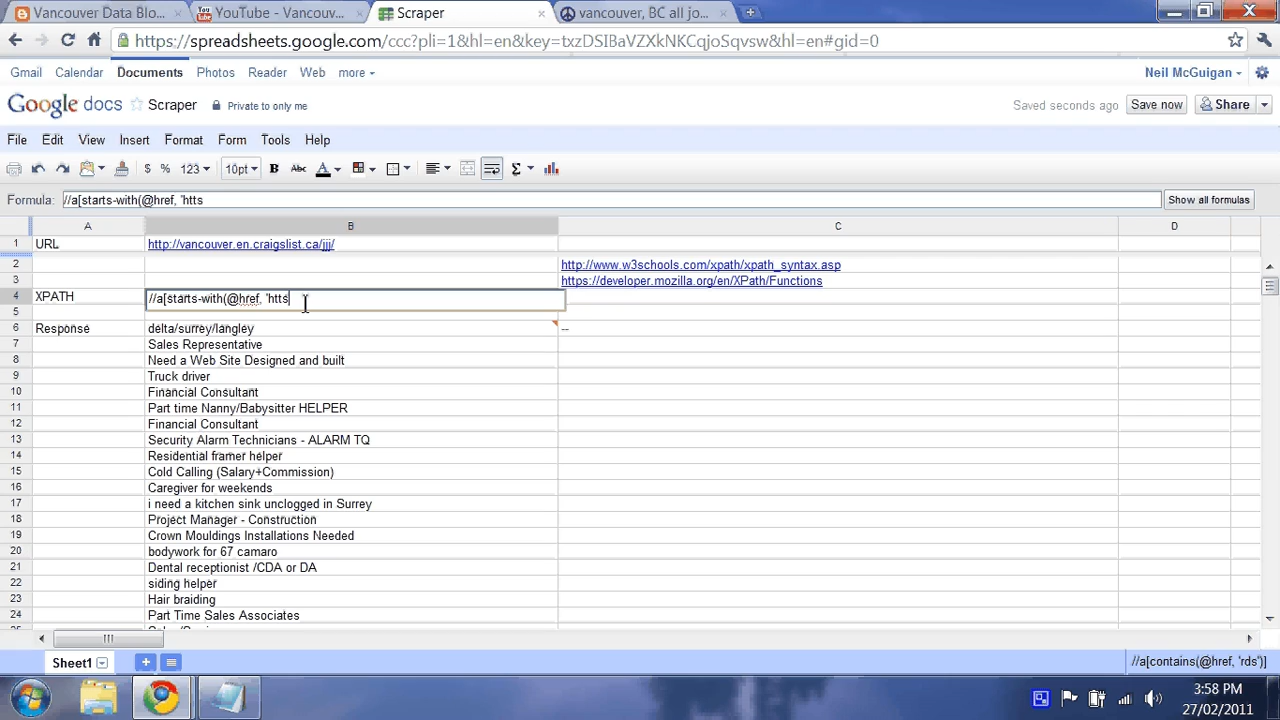 Vancouver Data Blo...
YouTube - Vancouv...
Scraper
vancouver, BC all jo...
https://spreadsheets.google.com/ccc?pli=1&hl=en&key=txzDSIBaVZXkNKCqjoSqvsw&hl=en#gid=0
Gmail Calendar Documents Photos Reader Web more
Neil McGuigan
Google docs Scraper Private to only me
Saved seconds ago Save now Share
File Edit View Insert Format Form Tools Help
$ % 123 10pt B Abc A Σ
Formula: //a[starts-with(@href, 'htts
Show all formulas
A B C D
1 URL http://vancouver.en.craigslist.ca/jjj/
2 http://www.w3schools.com/xpath/xpath_syntax.asp
3 https://developer.mozilla.org/en/XPath/Functions
4 XPATH //a[starts-with(@href, 'htts
5
6 Response delta/surrey/langley --
7 Sales Representative
8 Need a Web Site Designed and built
9 Truck driver
10 Financial Consultant
11 Part time Nanny/Babysitter HELPER
12 Financial Consultant
13 Security Alarm Technicians - ALARM TQ
14 Residential framer helper
15 Cold Calling (Salary+Commission)
16 Caregiver for weekends
17 i need a kitchen sink unclogged in Surrey
18 Project Manager - Construction
19 Crown Mouldings Installations Needed
20 bodywork for 67 camaro
21 Dental receptionist /CDA or DA
22 siding helper
23 Hair braiding
24 Part Time Sales Associates
Sheet1
//a[contains(@href, 'rds')]
3:58 PM
27/02/2011